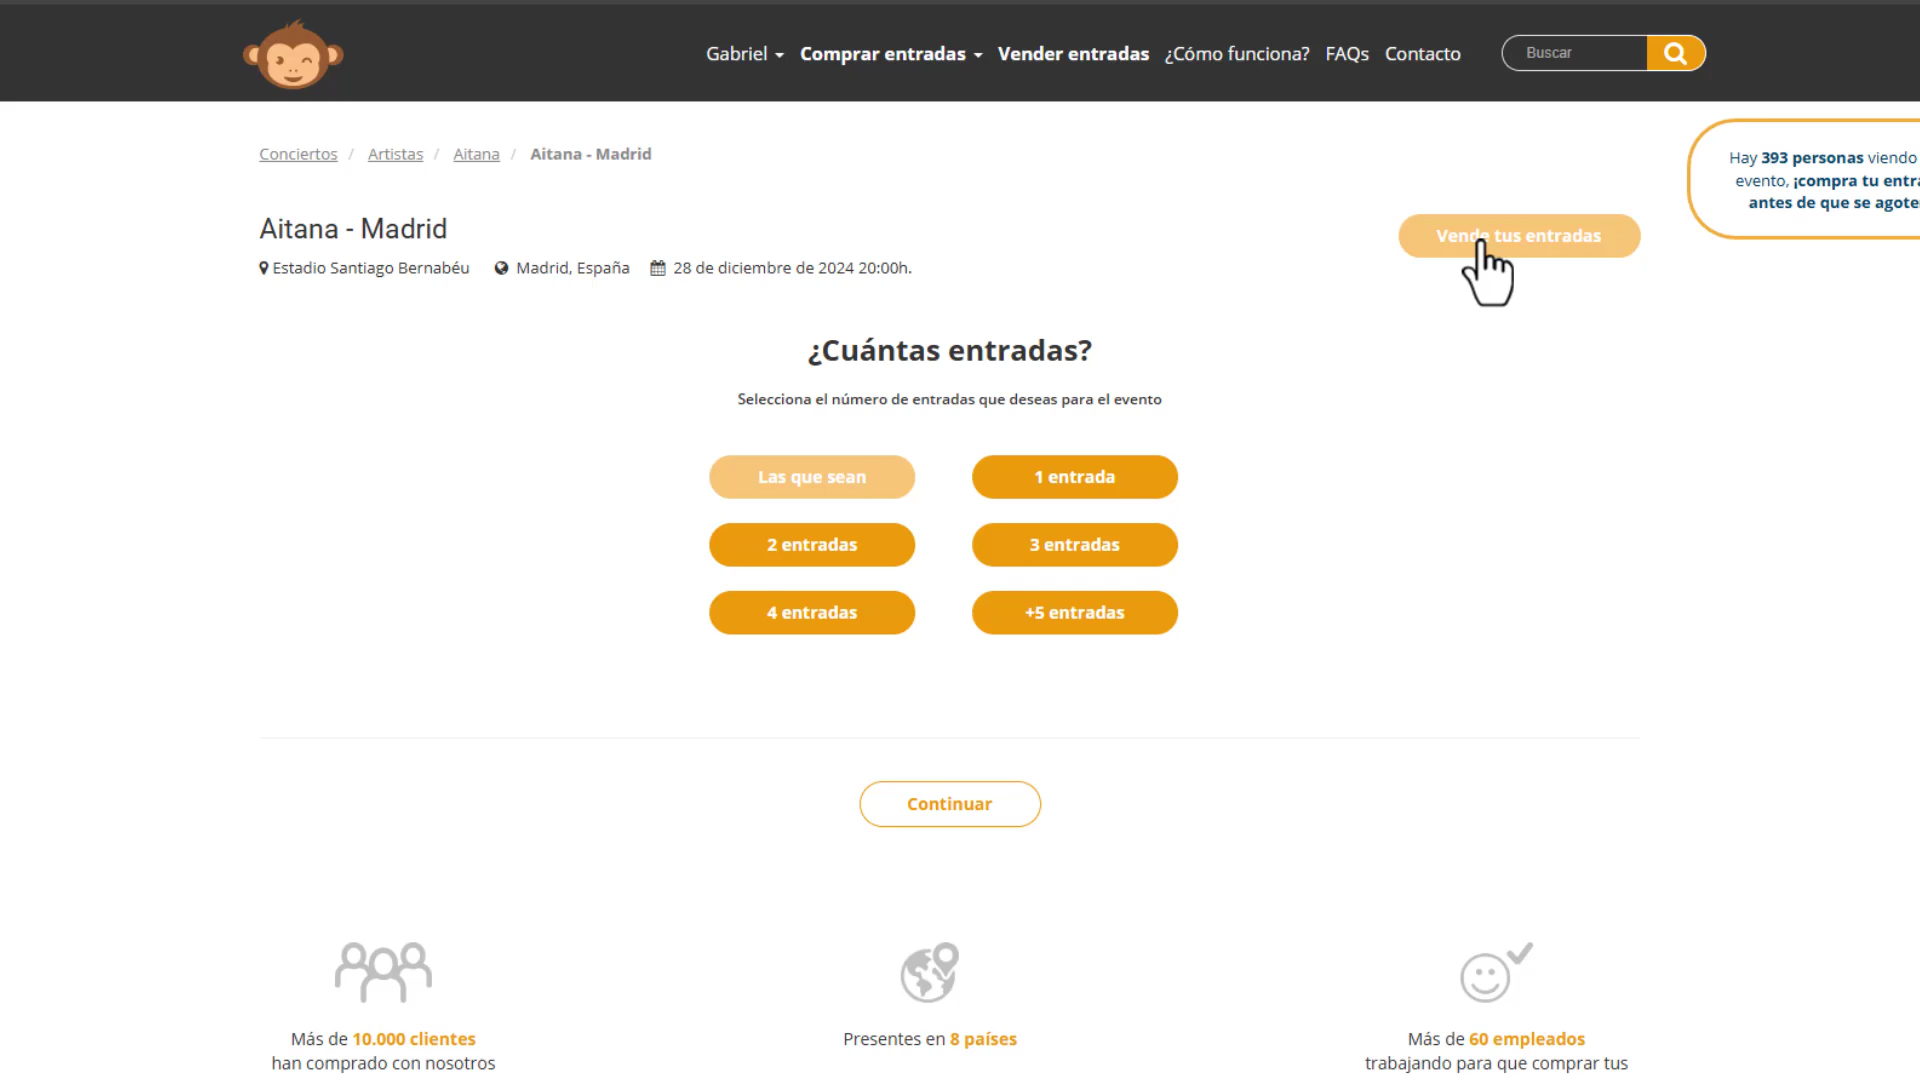 Gabriel
Comprar entradas
Vender entradas
¿Cómo funciona?
FAQs
Contacto
Buscar
Conciertos / Artistas / Aitana / Aitana - Madrid
Hay 393 personas viendo
evento, ¡compra tu entra
antes de que se agote
Aitana - Madrid
Vende tus entradas
Estadio Santiago Bernabéu Madrid, España 28 de diciembre de 2024 20:00h.
¿Cuántas entradas?
Selecciona el número de entradas que deseas para el evento
Las que sean
1 entrada
2 entradas
3 entradas
4 entradas
+5 entradas
Continuar
Más de 10.000 clientes
han comprado con nosotros
Presentes en 8 países
Más de 60 empleados
trabajando para que comprar tus